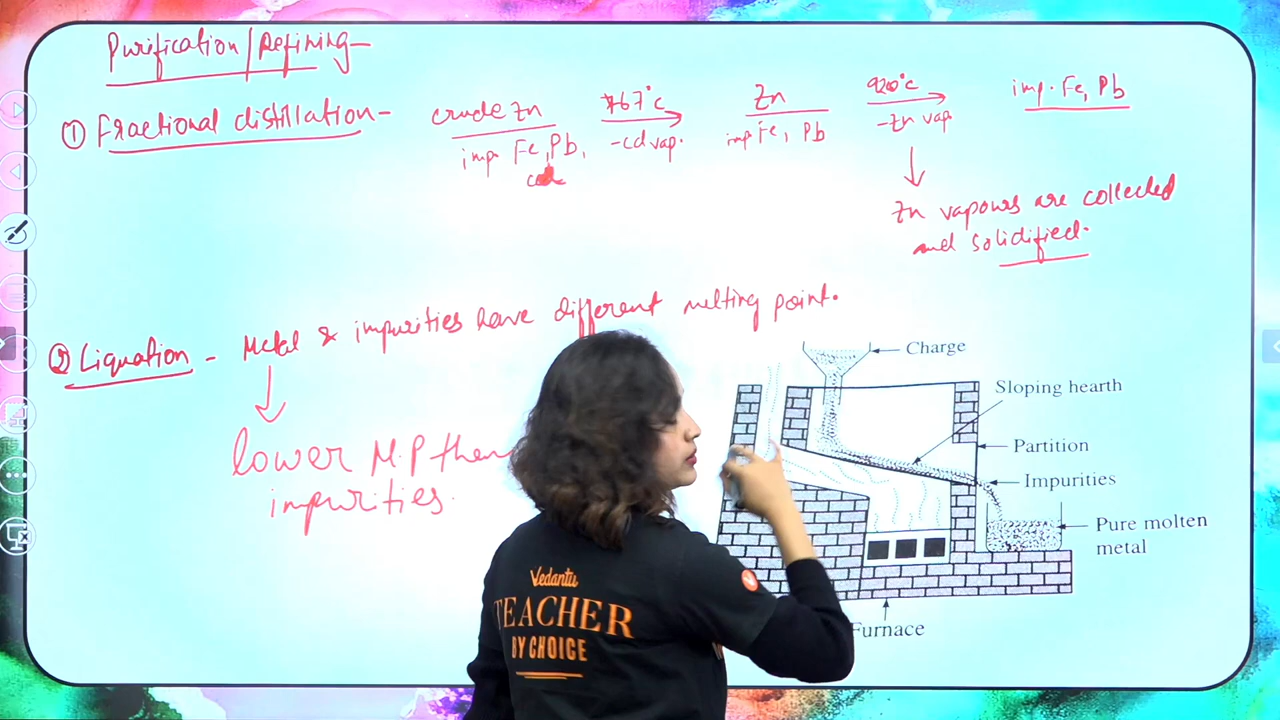 Purification/Refining-
① Fractional distillation-
crude Zn
imp. Fe, Pb,
767°c
-cd vap.
Zn
imp Fe, Pb
920°c
-Zn vap
imp. Fe, Pb
Zn vapours are collected
and solidified.
② Liquation - Metal & impurities have different melting point.
lower M.P then
impurities.
Charge
Sloping hearth
Partition
Impurities
Pure molten
metal
Furnace
Vedantu
TEACHER
BY CHOICE